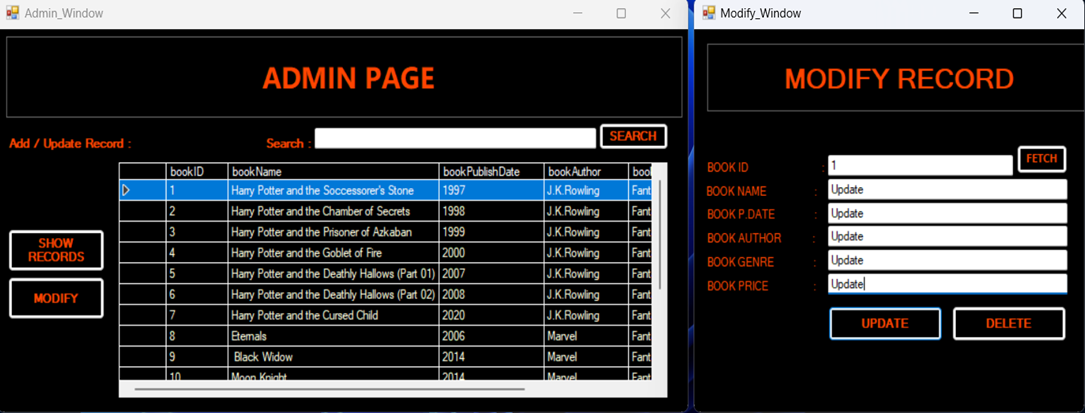 Admin_Window
ADMIN PAGE
Add / Update Record :
Search :
SEARCH
bookID bookName bookPublishDate bookAuthor
1 Harry Potter and the Soccessorer's Stone 1997 J.K.Rowling Fant
2 Harry Potter and the Chamber of Secrets 1998 J.K.Rowling Fant
3 Harry Potter and the Prisoner of Azkaban 1999 J.K.Rowling Fant
4 Harry Potter and the Goblet of Fire 2000 J.K.Rowling Fant
5 Harry Potter and the Deathly Hallows (Part 01) 2007 J.K.Rowling Fant
6 Harry Potter and the Deathly Hallows (Part 02) 2008 J.K.Rowling Fant
7 Harry Potter and the Cursed Child 2020 J.K.Rowling Fant
8 Eternals 2006 Marvel Fant
9 Black Widow 2014 Marvel Fant
10 Moon Knight 2014 Marvel Fant
SHOW
RECORDS
MODIFY
Modify_Window
MODIFY RECORD
BOOK ID : 1 FETCH
BOOK NAME : Update
BOOK P.DATE : Update
BOOK AUTHOR : Update
BOOK GENRE : Update
BOOK PRICE : Update
UPDATE DELETE